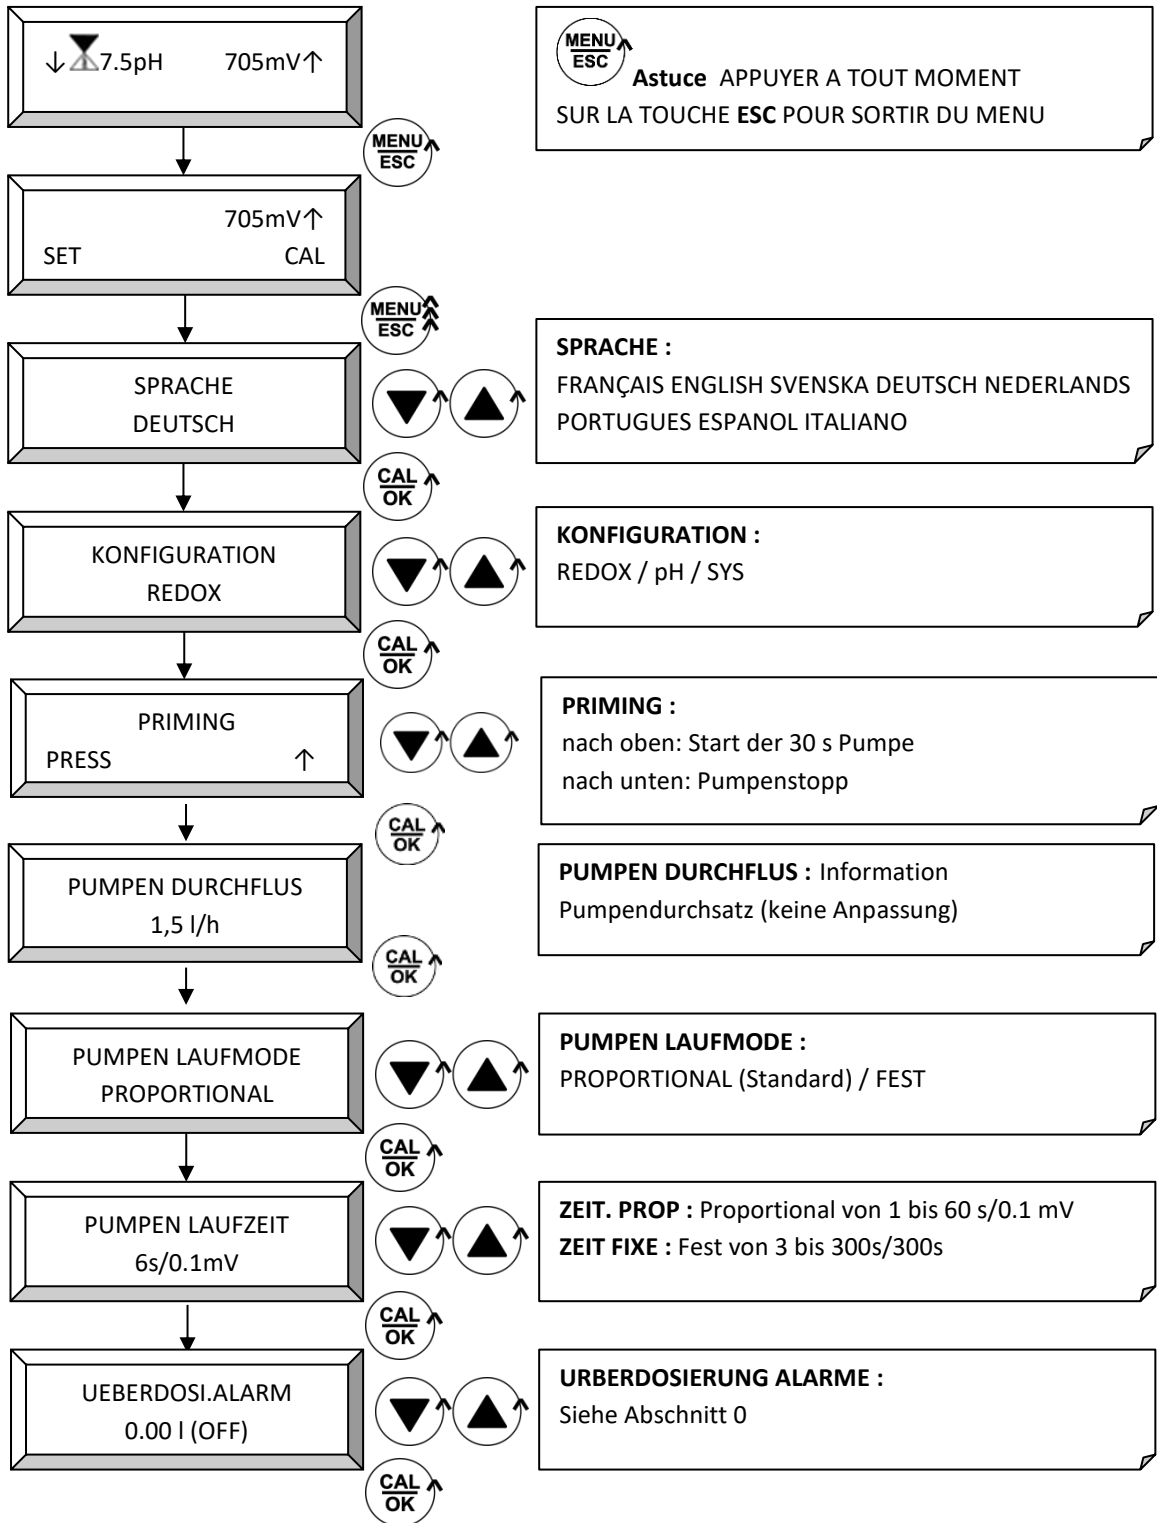 ↓ 7.5pH 705mV↑
MENU
ESC
Astuce APPUYER A TOUT MOMENT
SUR LA TOUCHE ESC POUR SORTIR DU MENU
MENU
ESC
705mV↑
SET CAL
MENU
ESC
SPRACHE
DEUTSCH
SPRACHE :
FRANÇAIS ENGLISH SVENSKA DEUTSCH NEDERLANDS
PORTUGUES ESPANOL ITALIANO
CAL
OK
KONFIGURATION
REDOX
KONFIGURATION :
REDOX / pH / SYS
CAL
OK
PRIMING
PRESS ↑
PRIMING :
nach oben: Start der 30 s Pumpe
nach unten: Pumpenstopp
CAL
OK
PUMPEN DURCHFLUS
1,5 l/h
PUMPEN DURCHFLUS : Information
Pumpendurchsatz (keine Anpassung)
CAL
OK
PUMPEN LAUFMODE
PROPORTIONAL
PUMPEN LAUFMODE :
PROPORTIONAL (Standard) / FEST
CAL
OK
PUMPEN LAUFZEIT
6s/0.1mV
ZEIT. PROP : Proportional von 1 bis 60 s/0.1 mV
ZEIT FIXE : Fest von 3 bis 300s/300s
CAL
OK
UEBERDOSI.ALARM
0.00 l (OFF)
URBERDOSIERUNG ALARME :
Siehe Abschnitt 0
CAL
OK